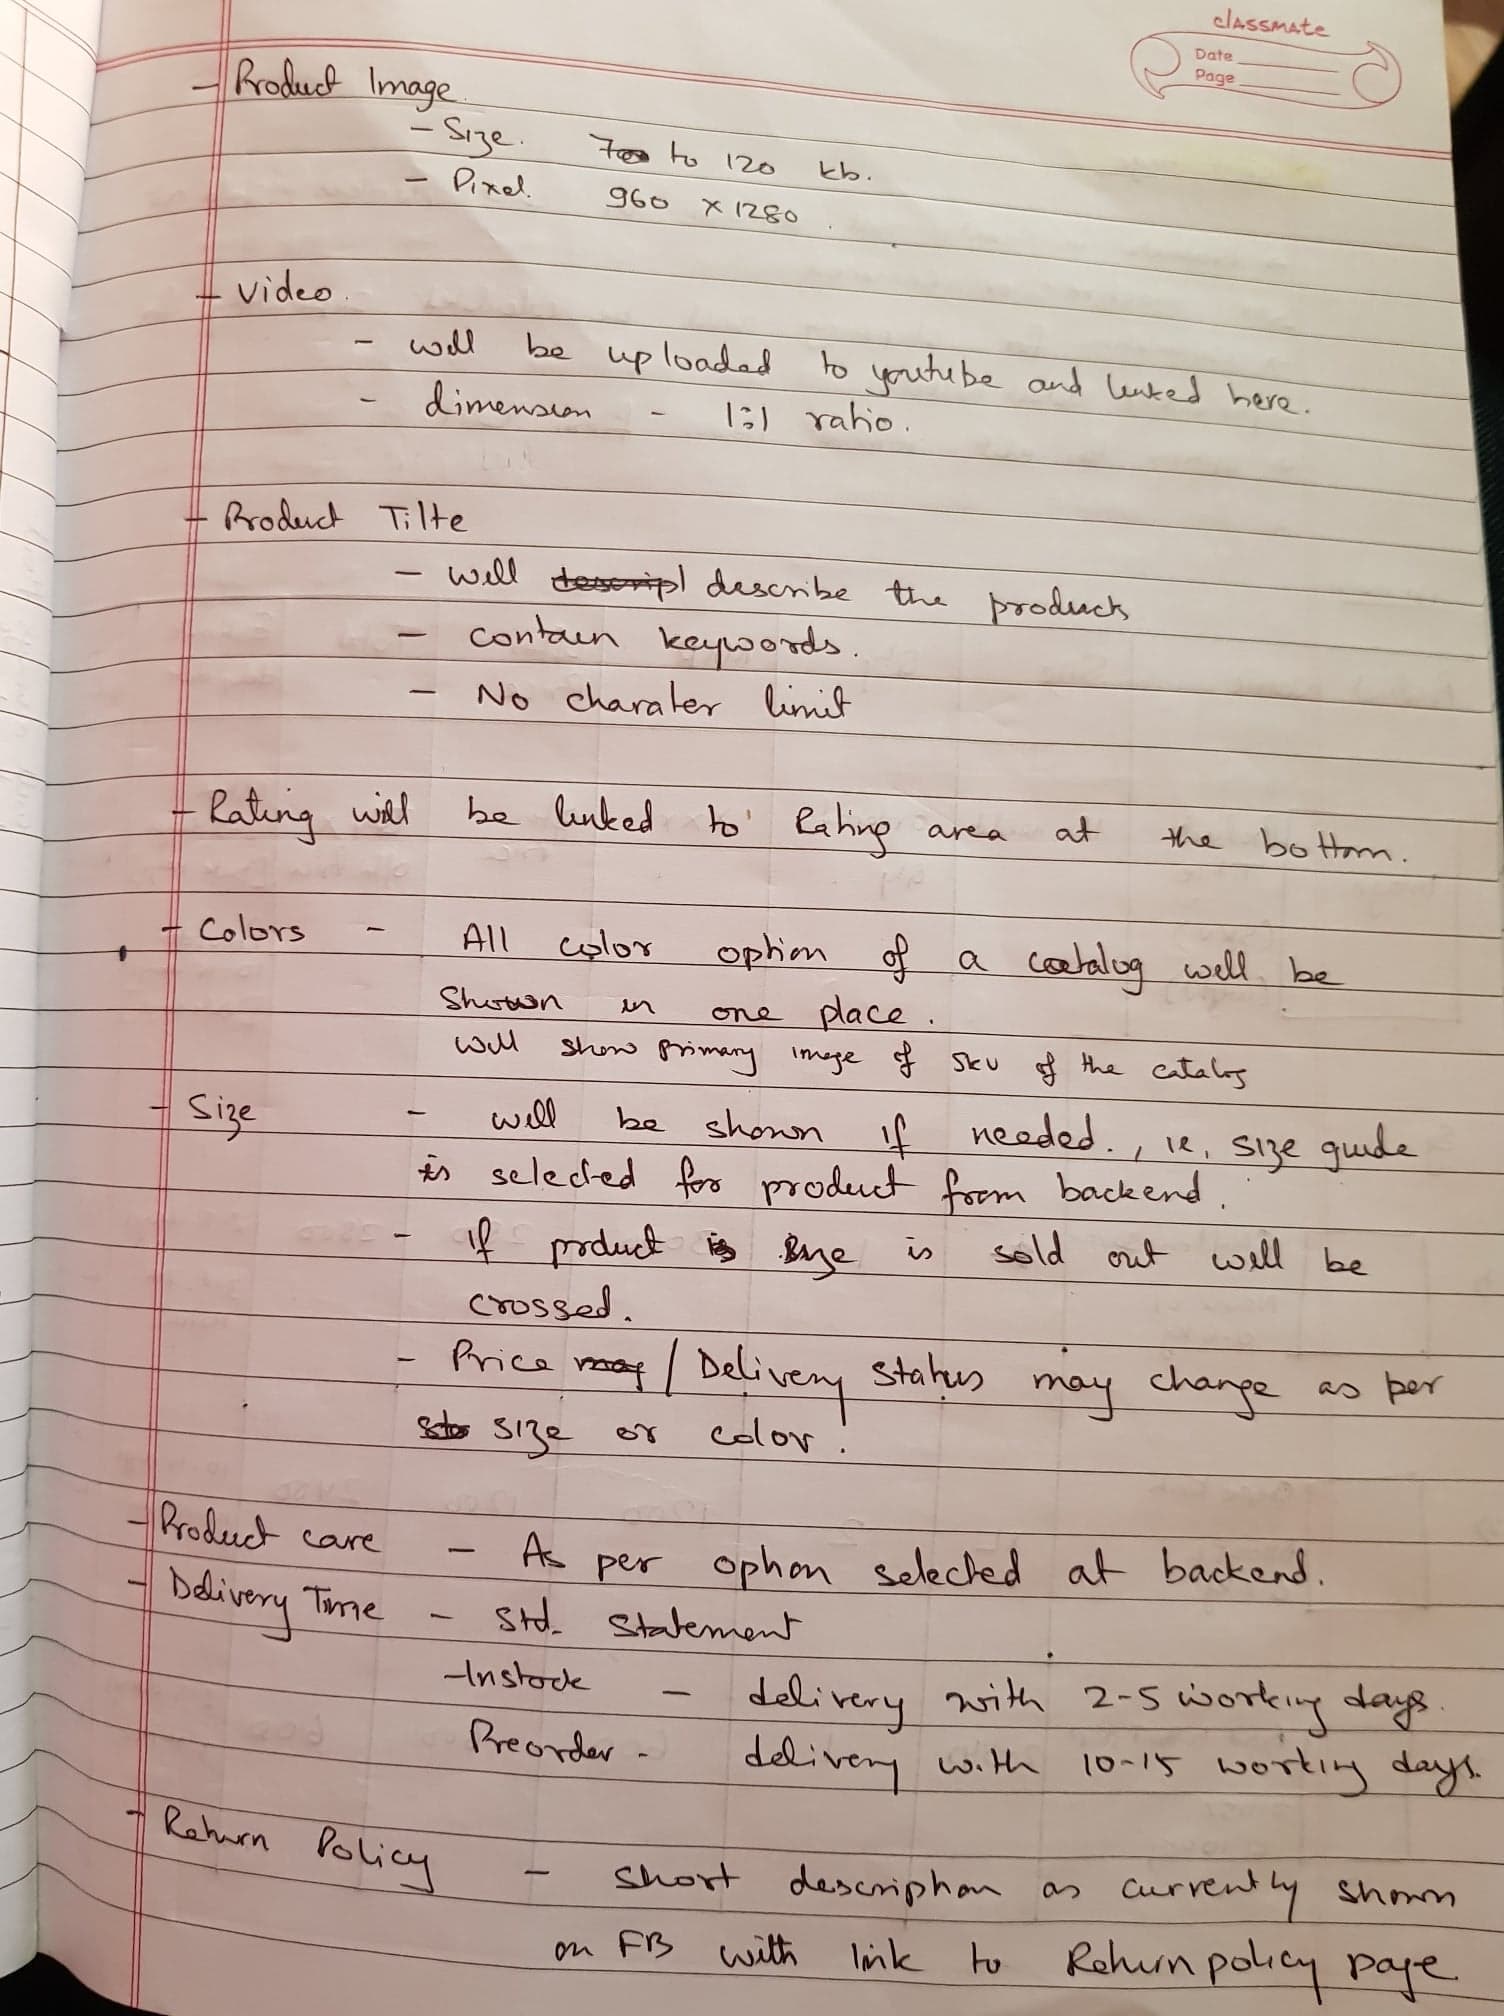 classmate
Date
Page
- Product Image.
- Size. 700 to 120 kb.
- Pixel. 960 x 1280.
- Video.
- will be uploaded to youtube and linked here.
- dimension - 1:1 ratio.
- Product Tilte
- will describe the products
- contain keywords.
- No charater limit
- Rating will be linked to Rating area at the bottom.
- Colors - All color option of a catalog will be
shown in one place.
will show primary image of SKU of the catalog
- Size - will be shown if needed., ie, size guide
is selected for product from backend.
- if prduct size is sold out will be
crossed.
- Price / Delivery status may change as per
size or color.
- Product care - As per option selected at backend.
- Delivery Time - Std. Statement
- Instock - delivery with 2-5 working days.
Preorder - delivery with 10-15 working days.
- Return Policy - short description as currently shown
on FB with link to Return policy page